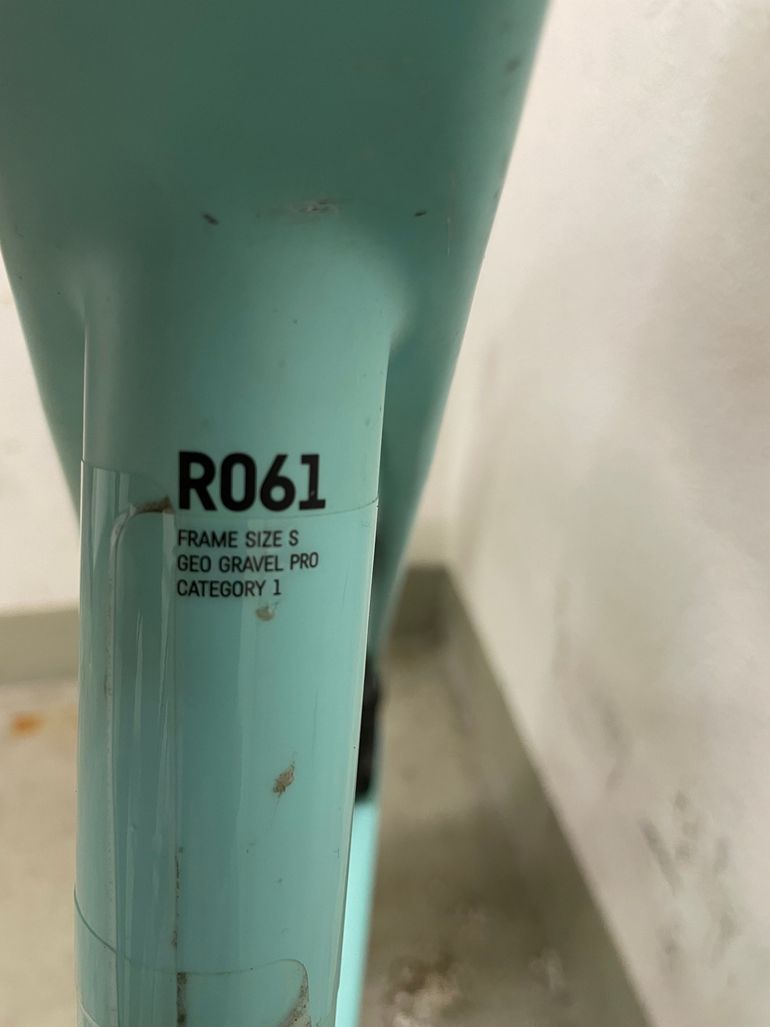 R061
FRAME SIZE S
GEO GRAVEL PRO
CATEGORY 1